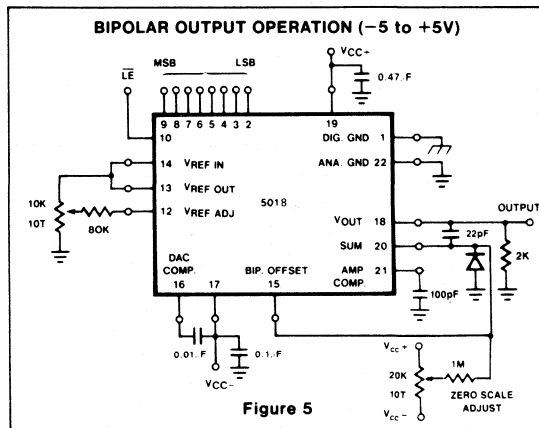 BIPOLAR OUTPUT OPERATION (−5 to +5V)
VCC+
LE MSB LSB
0.47.F
9 8 7 6 5 4 3 2 19
10 DIG. GND 1
14 VREF IN ANA. GND 22
13 VREF OUT
5018 OUTPUT
10K 12 VREF ADJ VOUT 18
10T 80K 22pF
SUM 20
2K
DAC COMP. BIP. OFFSET AMP COMP. 21
16 17 15
100pF
0.01.F 0.1.F
VCC−
VCC+
1M
20K
10T ZERO SCALE
ADJUST
VCC−
Figure 5